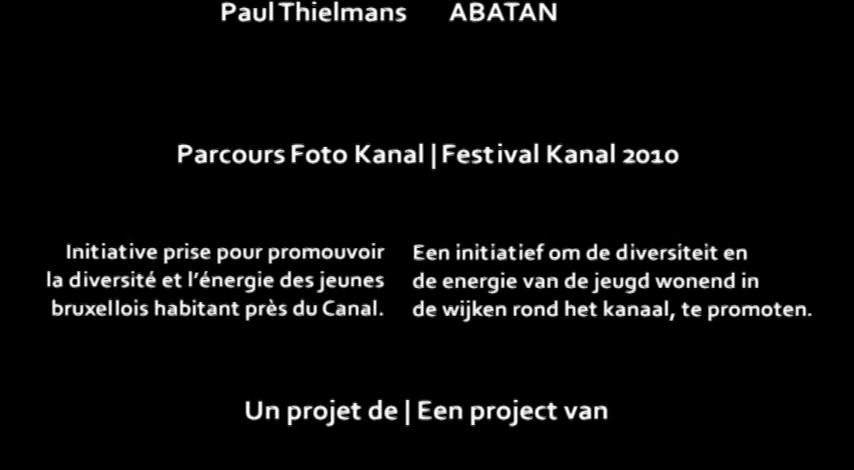 Paul Thielmans ABATAN
Parcours Foto Kanal | Festival Kanal 2010
Initiative prise pour promouvoir
la diversité et l'énergie des jeunes
bruxellois habitant près du Canal.
Een initiatief om de diversiteit en
de energie van de jeugd wonend in
de wijken rond het kanaal, te promoten.
Un projet de | Een project van